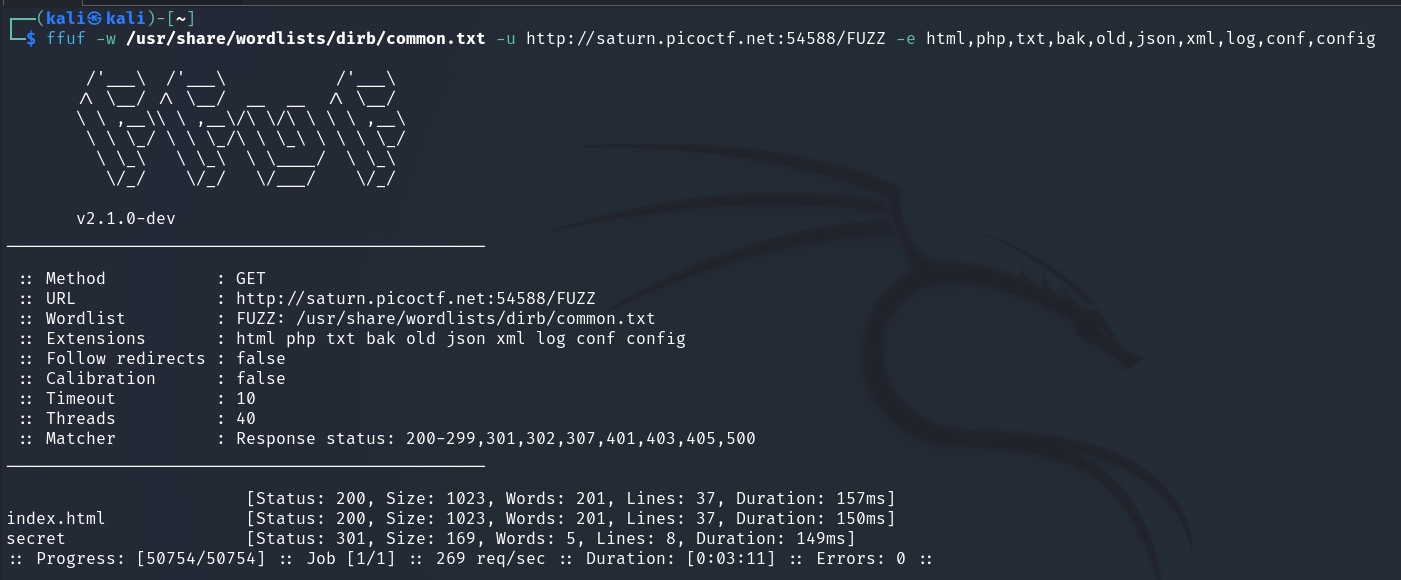 ┌──(kali㉿kali)-[~]
└─$ ffuf -w /usr/share/wordlists/dirb/common.txt -u http://saturn.picoctf.net:54588/FUZZ -e html,php,txt,bak,old,json,xml,log,conf,config
        /'___\  /'___\           /'___\
       /\ \__/ /\ \__/  __  __  /\ \__/
       \ \ ,__\\ \ ,__\/\ \/\ \ \ \ ,__\
        \ \ \_/ \ \ \_/\ \ \_\ \ \ \ \_/
         \ \_\   \ \_\  \ \____/  \ \_\
          \/_/    \/_/   \/___/    \/_/
       v2.1.0-dev
________________________________________________
 :: Method           : GET
 :: URL              : http://saturn.picoctf.net:54588/FUZZ
 :: Wordlist         : FUZZ: /usr/share/wordlists/dirb/common.txt
 :: Extensions       : html php txt bak old json xml log conf config
 :: Follow redirects : false
 :: Calibration      : false
 :: Timeout          : 10
 :: Threads          : 40
 :: Matcher          : Response status: 200-299,301,302,307,401,403,405,500
________________________________________________
                        [Status: 200, Size: 1023, Words: 201, Lines: 37, Duration: 157ms]
index.html              [Status: 200, Size: 1023, Words: 201, Lines: 37, Duration: 150ms]
secret                  [Status: 301, Size: 169, Words: 5, Lines: 8, Duration: 149ms]
:: Progress: [50754/50754] :: Job [1/1] :: 269 req/sec :: Duration: [0:03:11] :: Errors: 0 ::